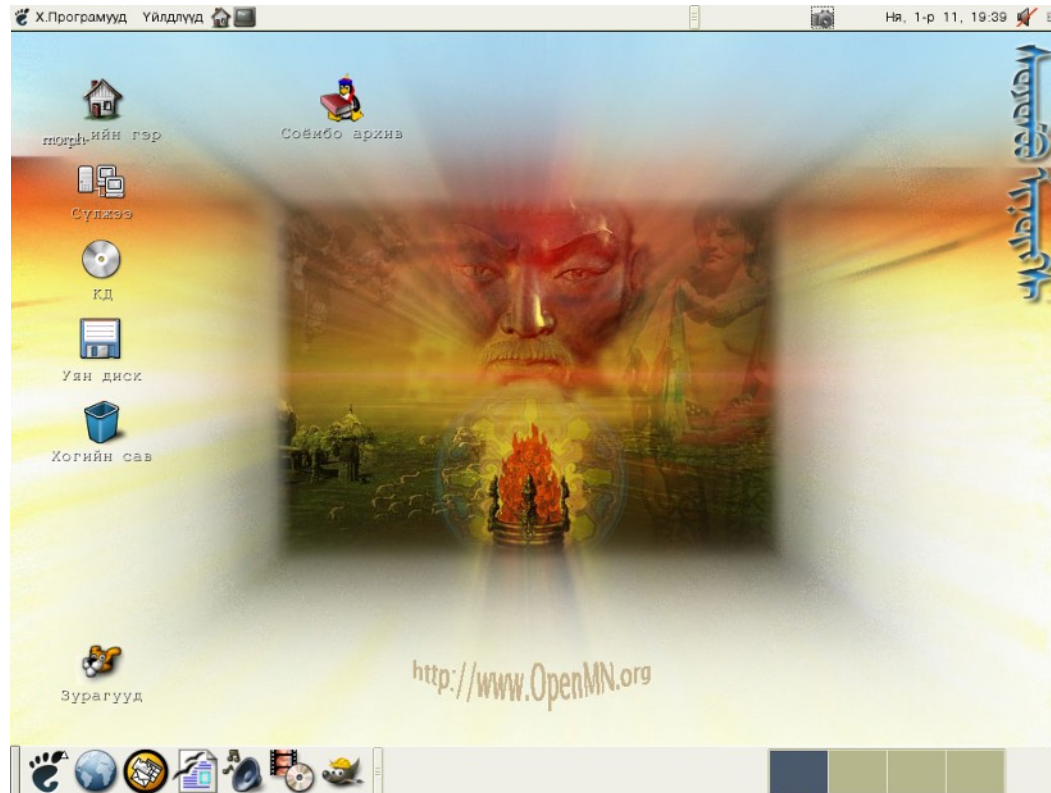 Х.Програмууд Үйлдлүүд
Ня, 1-р 11, 19:39
morph-ийн гэр
Соёмбо архив
Сүлжээ
КД
Уян диск
Хогийн сав
Зурагууд
http://www.OpenMN.org